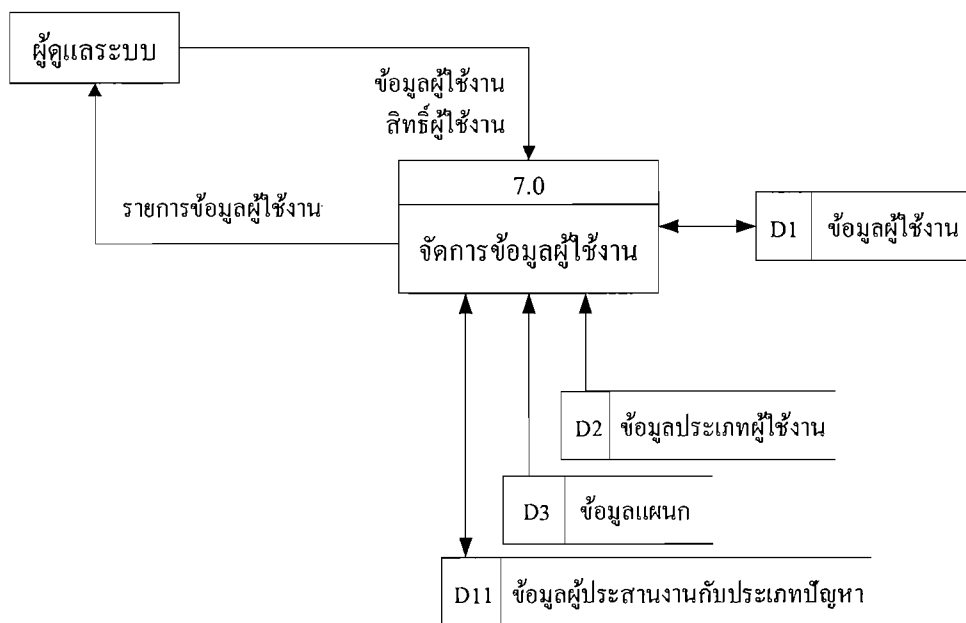 ผู้ดูแลระบบ
ข้อมูลผู้ใช้งาน
สิทธิ์ผู้ใช้งาน
รายการข้อมูลผู้ใช้งาน
7.0
จัดการข้อมูลผู้ใช้งาน
D1 ข้อมูลผู้ใช้งาน
D2 ข้อมูลประเภทผู้ใช้งาน
D3 ข้อมูลแผนก
D11 ข้อมูลผู้ประสานงานกับประเภทปัญหา